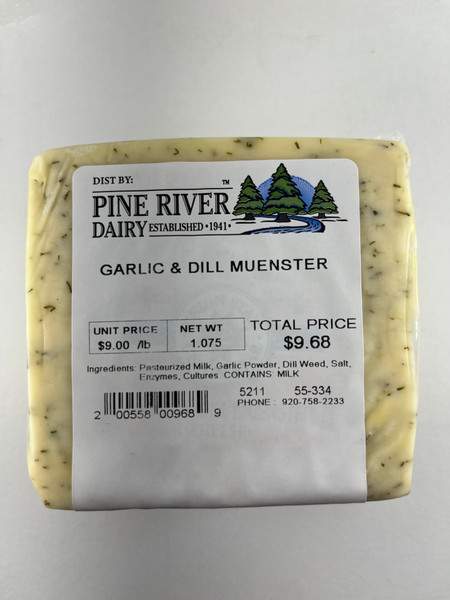 DIST BY:
PINE RIVER™
DAIRY ESTABLISHED •1941•
GARLIC & DILL MUENSTER
UNIT PRICE NET WT TOTAL PRICE
$9.00 /lb 1.075 $9.68
Ingredients: Pasteurized Milk, Garlic Powder, Dill Weed, Salt,
Enzymes, Cultures CONTAINS MILK
5211 55-334
PHONE : 920-758-2233
2 00558 00968 9